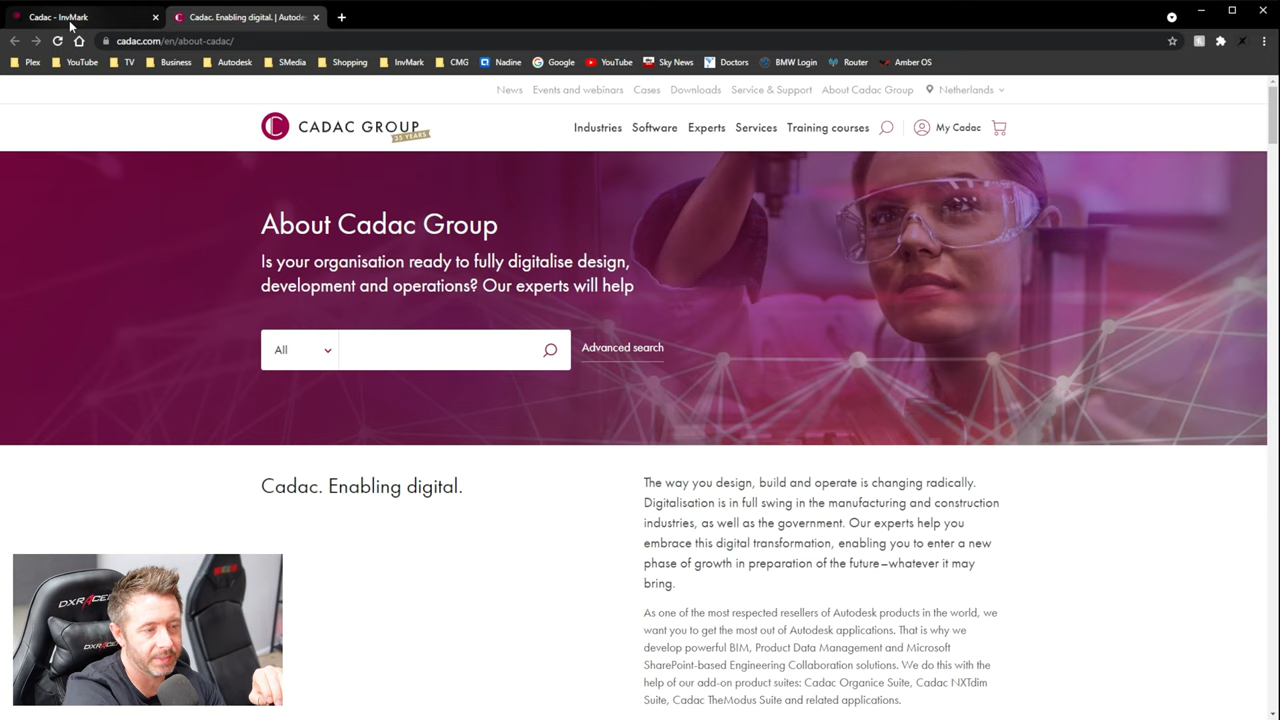 Cadac - InvMark
Cadac. Enabling digital. | Autode
cadac.com/en/about-cadac/
Plex YouTube TV Business Autodesk SMedia Shopping InvMark CMG Nadine Google YouTube Sky News Doctors BMW Login Router Amber OS
News Events and webinars Cases Downloads Service & Support About Cadac Group Netherlands
CADAC GROUP
35 YEARS
Industries Software Experts Services Training courses My Cadac
About Cadac Group
Is your organisation ready to fully digitalise design,
development and operations? Our experts will help
All
Advanced search
Cadac. Enabling digital.
The way you design, build and operate is changing radically.
Digitalisation is in full swing in the manufacturing and construction
industries, as well as the government. Our experts help you
embrace this digital transformation, enabling you to enter a new
phase of growth in preparation of the future–whatever it may
bring.
As one of the most respected resellers of Autodesk products in the world, we
want you to get the most out of Autodesk applications. That is why we
develop powerful BIM, Product Data Management and Microsoft
SharePoint-based Engineering Collaboration solutions. We do this with the
help of our add-on product suites: Cadac Organice Suite, Cadac NXTdim
Suite, Cadac TheModus Suite and related applications.
DXRACER
DXRACER